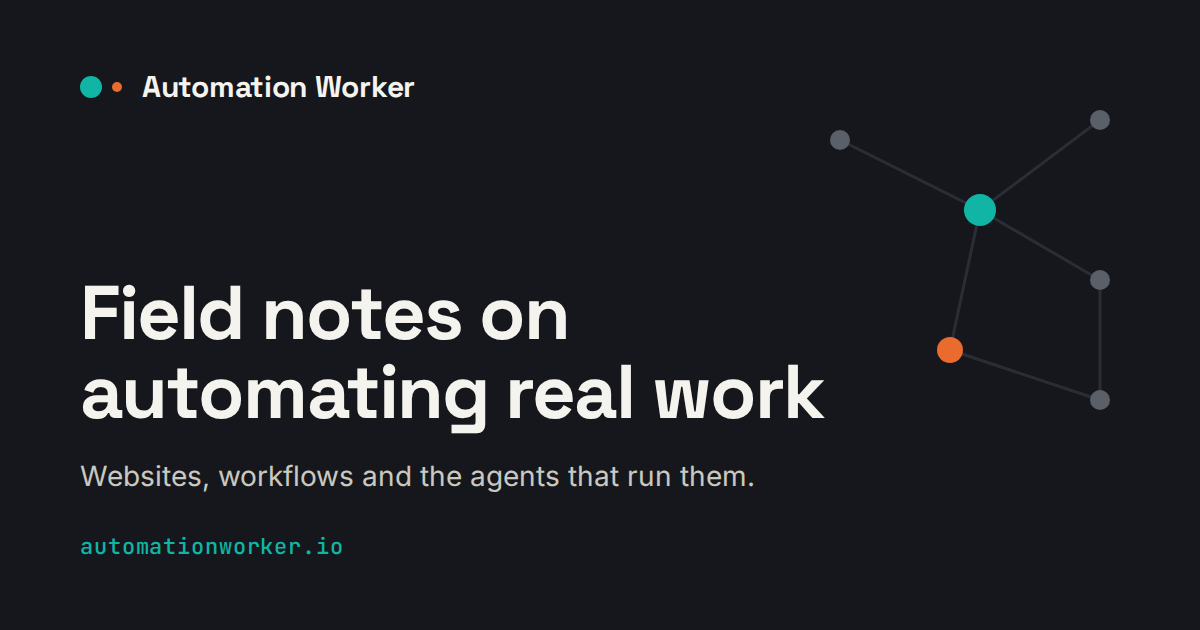 Automation Worker
Field notes on
automating real work
Websites, workflows and the agents that run them.
automationworker.io